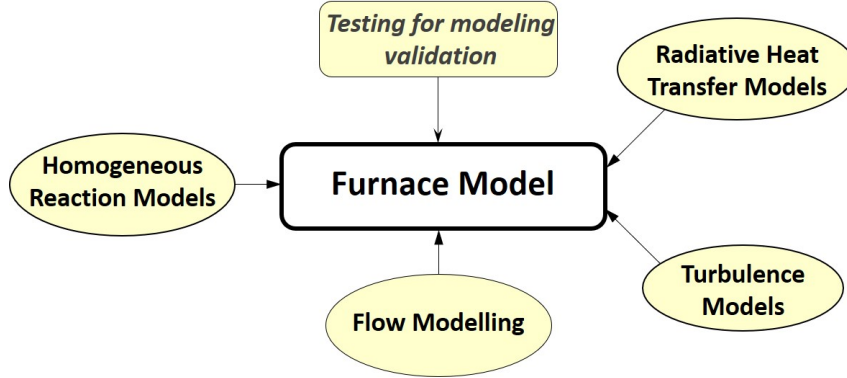 Testing for modeling
validation
Radiative Heat
Transfer Models
Homogeneous
Reaction Models
Furnace Model
Turbulence
Models
Flow Modelling